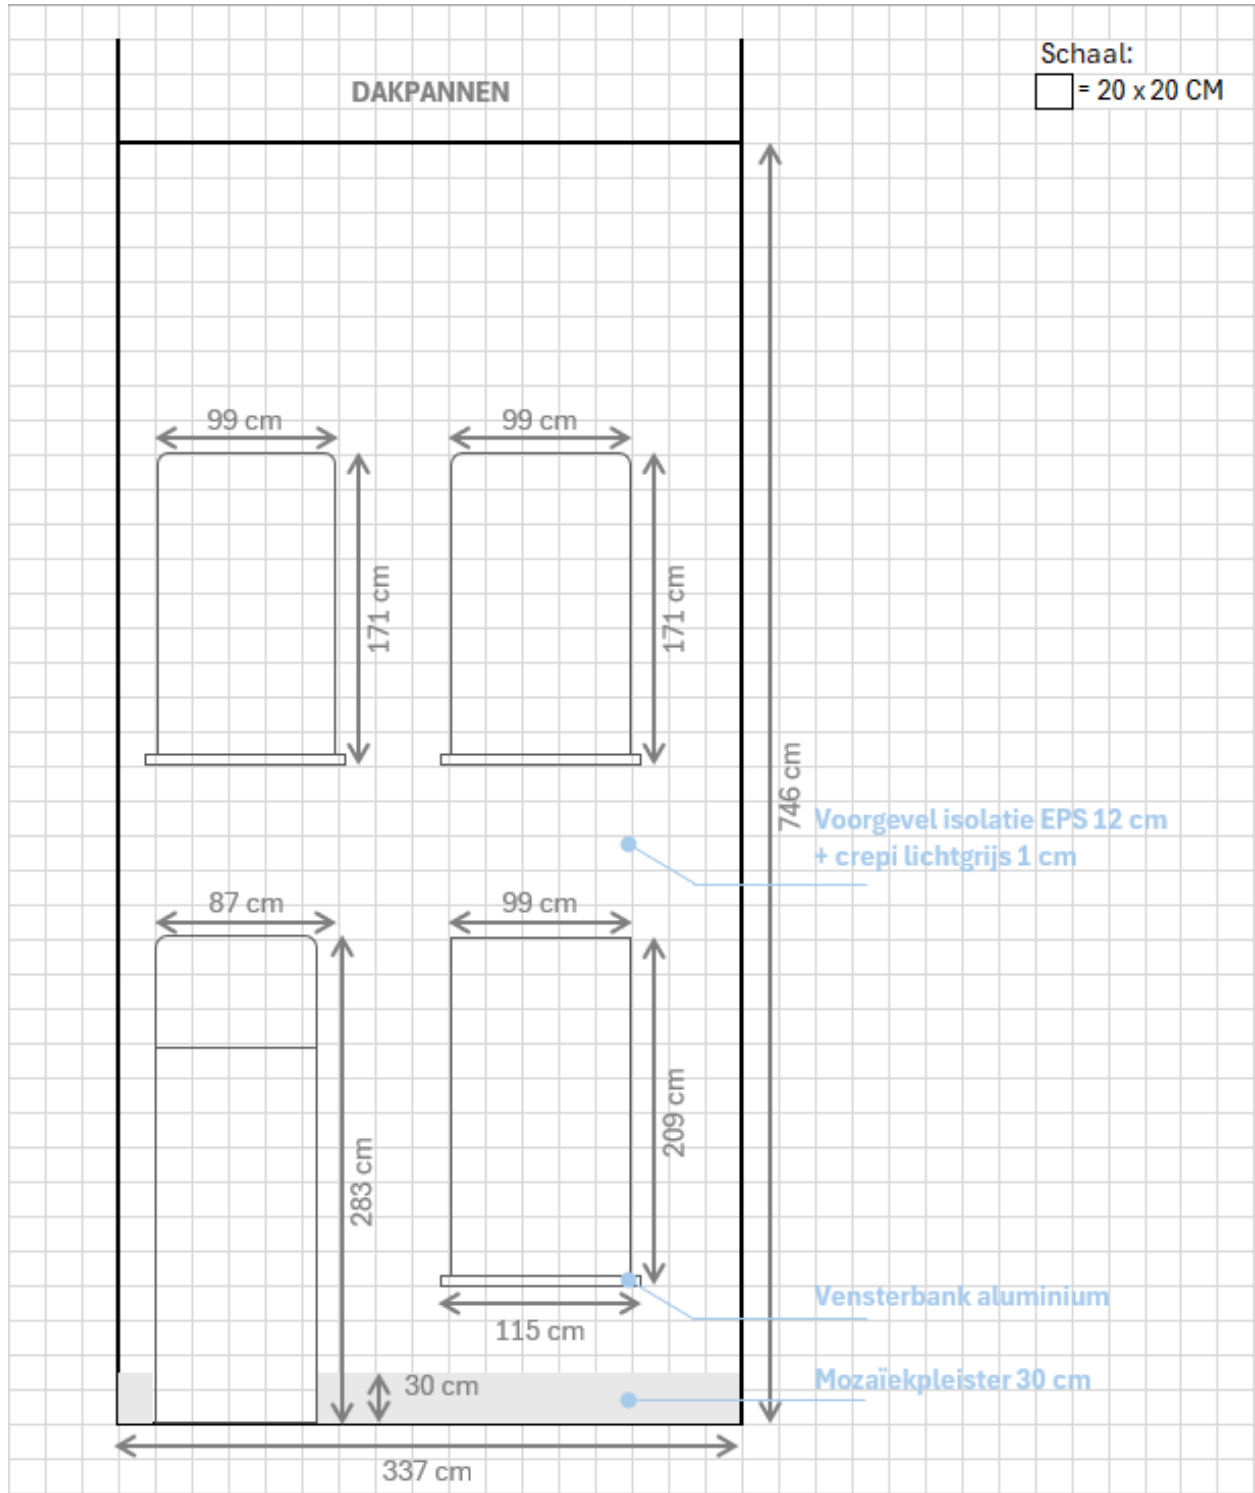 Schaal:
= 20 x 20 CM
DAKPANNEN
99 cm
99 cm
171 cm
171 cm
746 cm
Voorgevel isolatie EPS 12 cm
+ crepi lichtgrijs 1 cm
87 cm
99 cm
209 cm
283 cm
Vensterbank aluminium
115 cm
30 cm
Mozaïekpleister 30 cm
337 cm